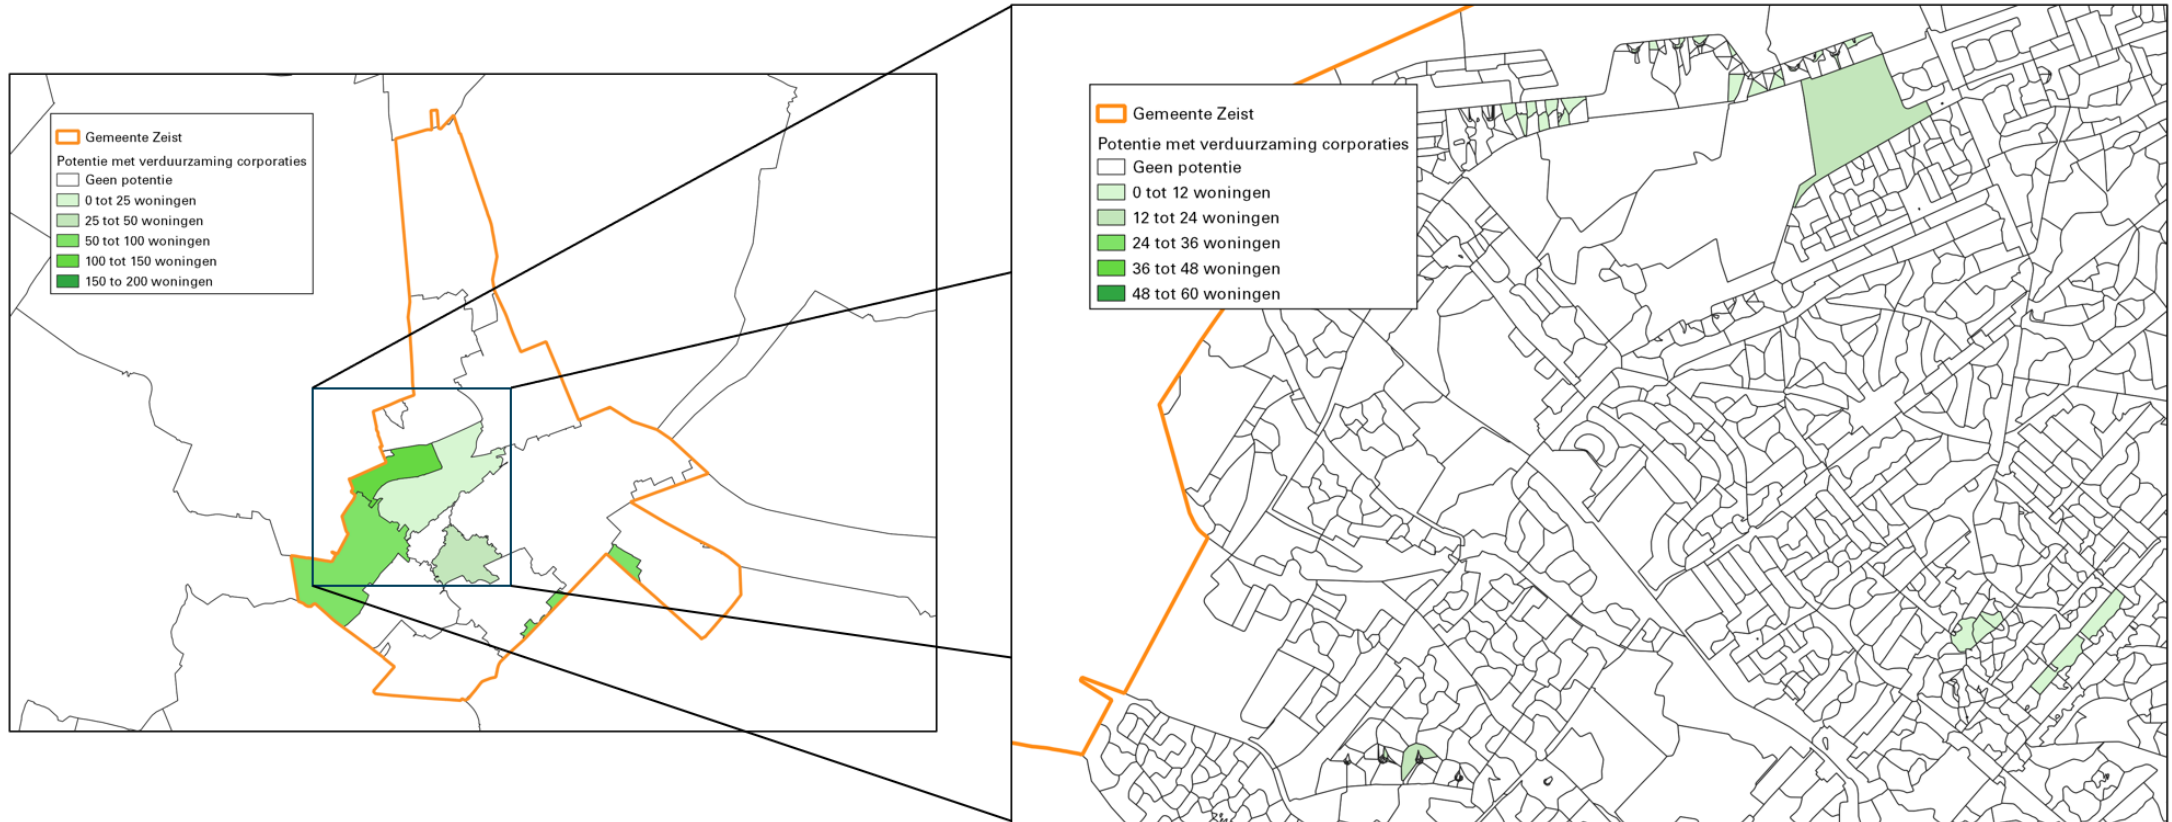 Gemeente Zeist
Potentie met verduurzaming corporaties
Geen potentie
0 tot 25 woningen
25 tot 50 woningen
50 tot 100 woningen
100 tot 150 woningen
150 to 200 woningen
Gemeente Zeist
Potentie met verduurzaming corporaties
Geen potentie
0 tot 12 woningen
12 tot 24 woningen
24 tot 36 woningen
36 tot 48 woningen
48 tot 60 woningen